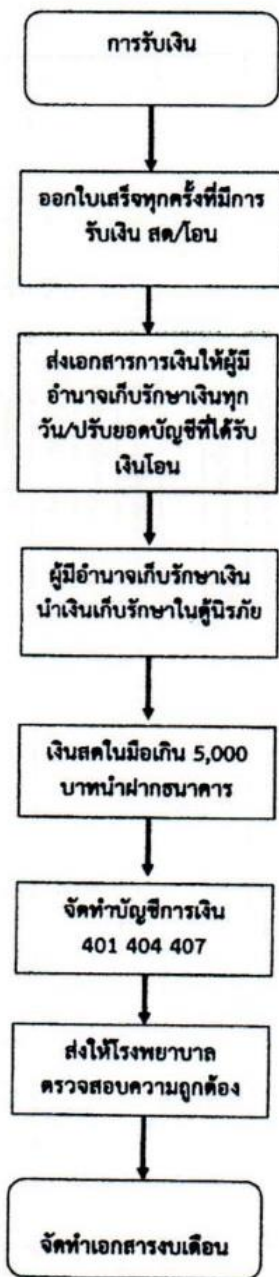 การรับเงิน
ออกใบเสร็จทุกครั้งที่มีการ
รับเงิน สด/โอน
ส่งเอกสารการเงินให้ผู้มี
อำนาจเก็บรักษาเงินทุก
วัน/ปรับยอดบัญชีที่ได้รับ
เงินโอน
ผู้มีอำนาจเก็บรักษาเงิน
นำเงินเก็บรักษาในตู้นิรภัย
เงินสดในมือเกิน 5,000
บาทนำฝากธนาคาร
จัดทำบัญชีการเงิน
401 404 407
ส่งให้โรงพยาบาล
ตรวจสอบความถูกต้อง
จัดทำเอกสารงบเดือน